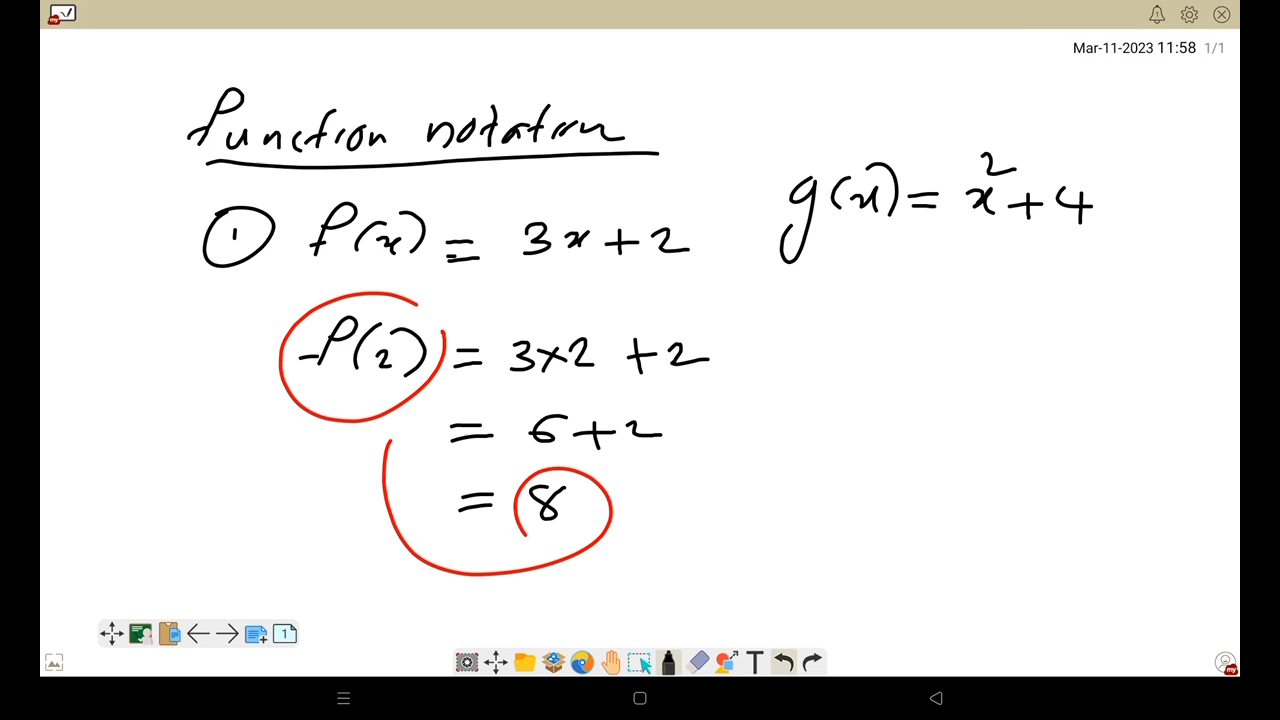 Mar-11-2023 11:58 1/1
Function notation
① f(x) = 3x+2
g(x) = x²+4
f(2) = 3×2 +2
= 6+2
= 8
1
T